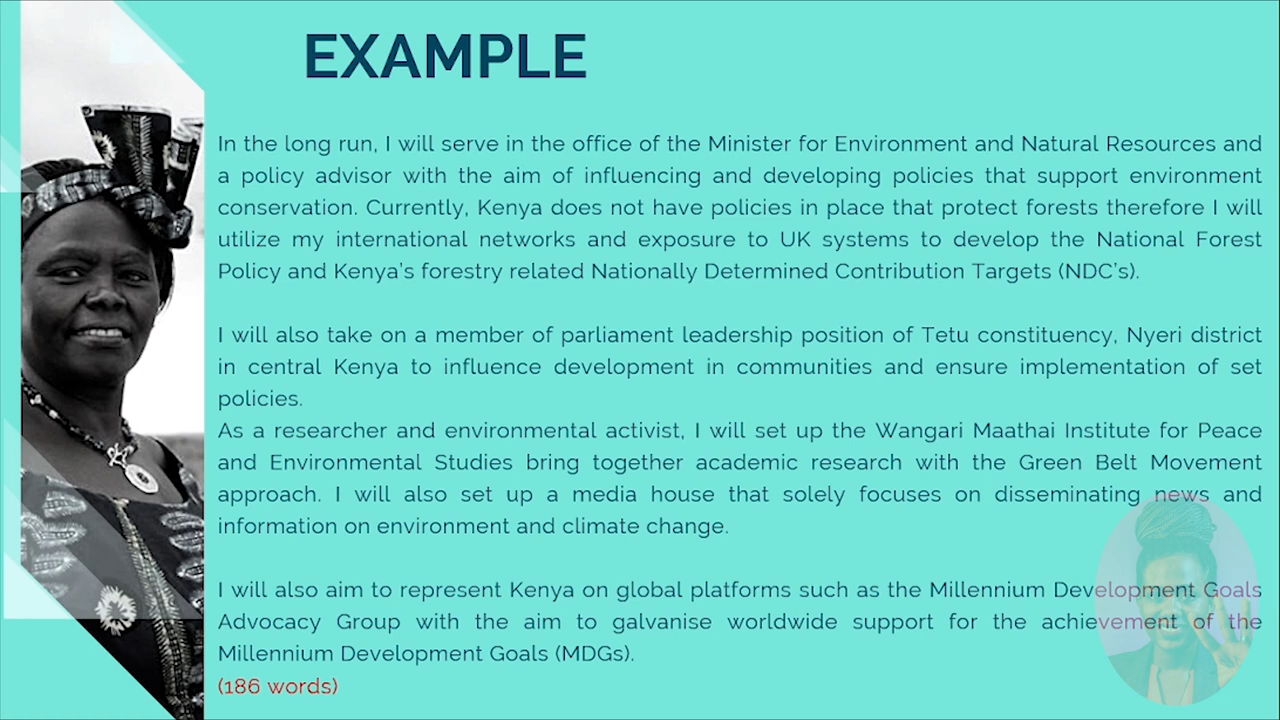 EXAMPLE
In the long run, I will serve in the office of the Minister for Environment and Natural Resources and
a policy advisor with the aim of influencing and developing policies that support environment
conservation. Currently, Kenya does not have policies in place that protect forests therefore I will
utilize my international networks and exposure to UK systems to develop the National Forest
Policy and Kenya's forestry related Nationally Determined Contribution Targets (NDC's).
I will also take on a member of parliament leadership position of Tetu constituency, Nyeri district
in central Kenya to influence development in communities and ensure implementation of set
policies.
As a researcher and environmental activist, I will set up the Wangari Maathai Institute for Peace
and Environmental Studies bring together academic research with the Green Belt Movement
approach. I will also set up a media house that solely focuses on disseminating news and
information on environment and climate change.
I will also aim to represent Kenya on global platforms such as the Millennium Development Goals
Advocacy Group with the aim to galvanise worldwide support for the achievement of the
Millennium Development Goals (MDGs).
(186 words)